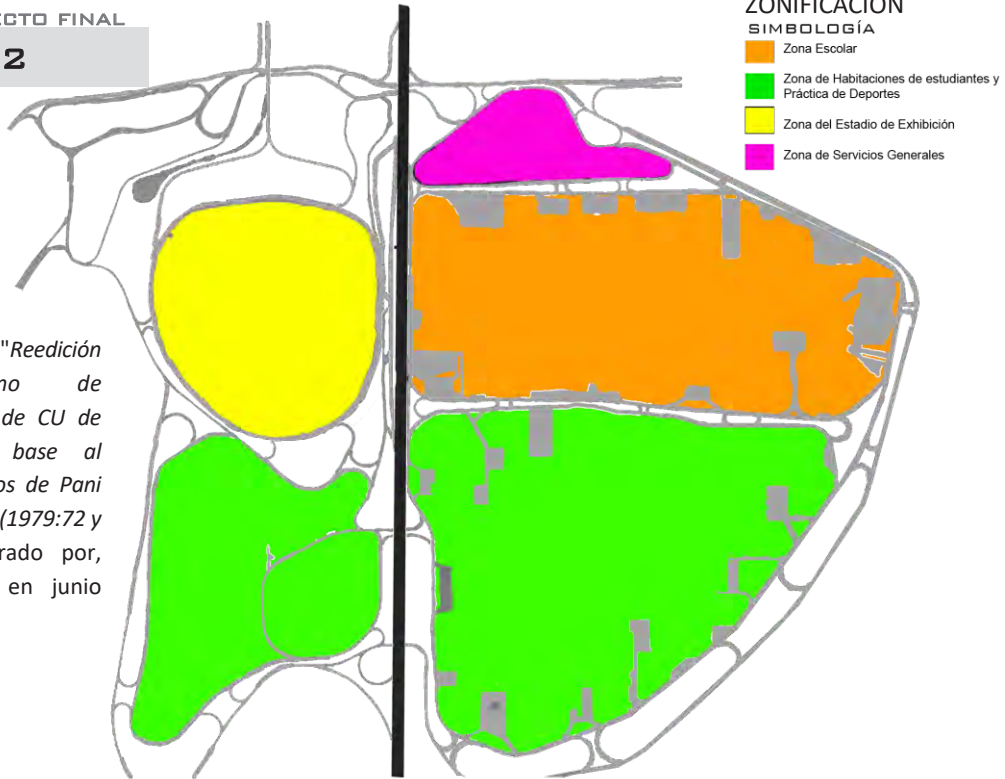 ECTO FINAL
2
ZONIFICACIÓN
SIMBOLOGÍA
Zona Escolar
Zona de Habitaciones de estudiantes y
Práctica de Deportes
Zona del Estadio de Exhibición
Zona de Servicios Generales
"Reedición
no de
de CU de
base al
os de Pani
(1979:72 y
rado por,
en junio